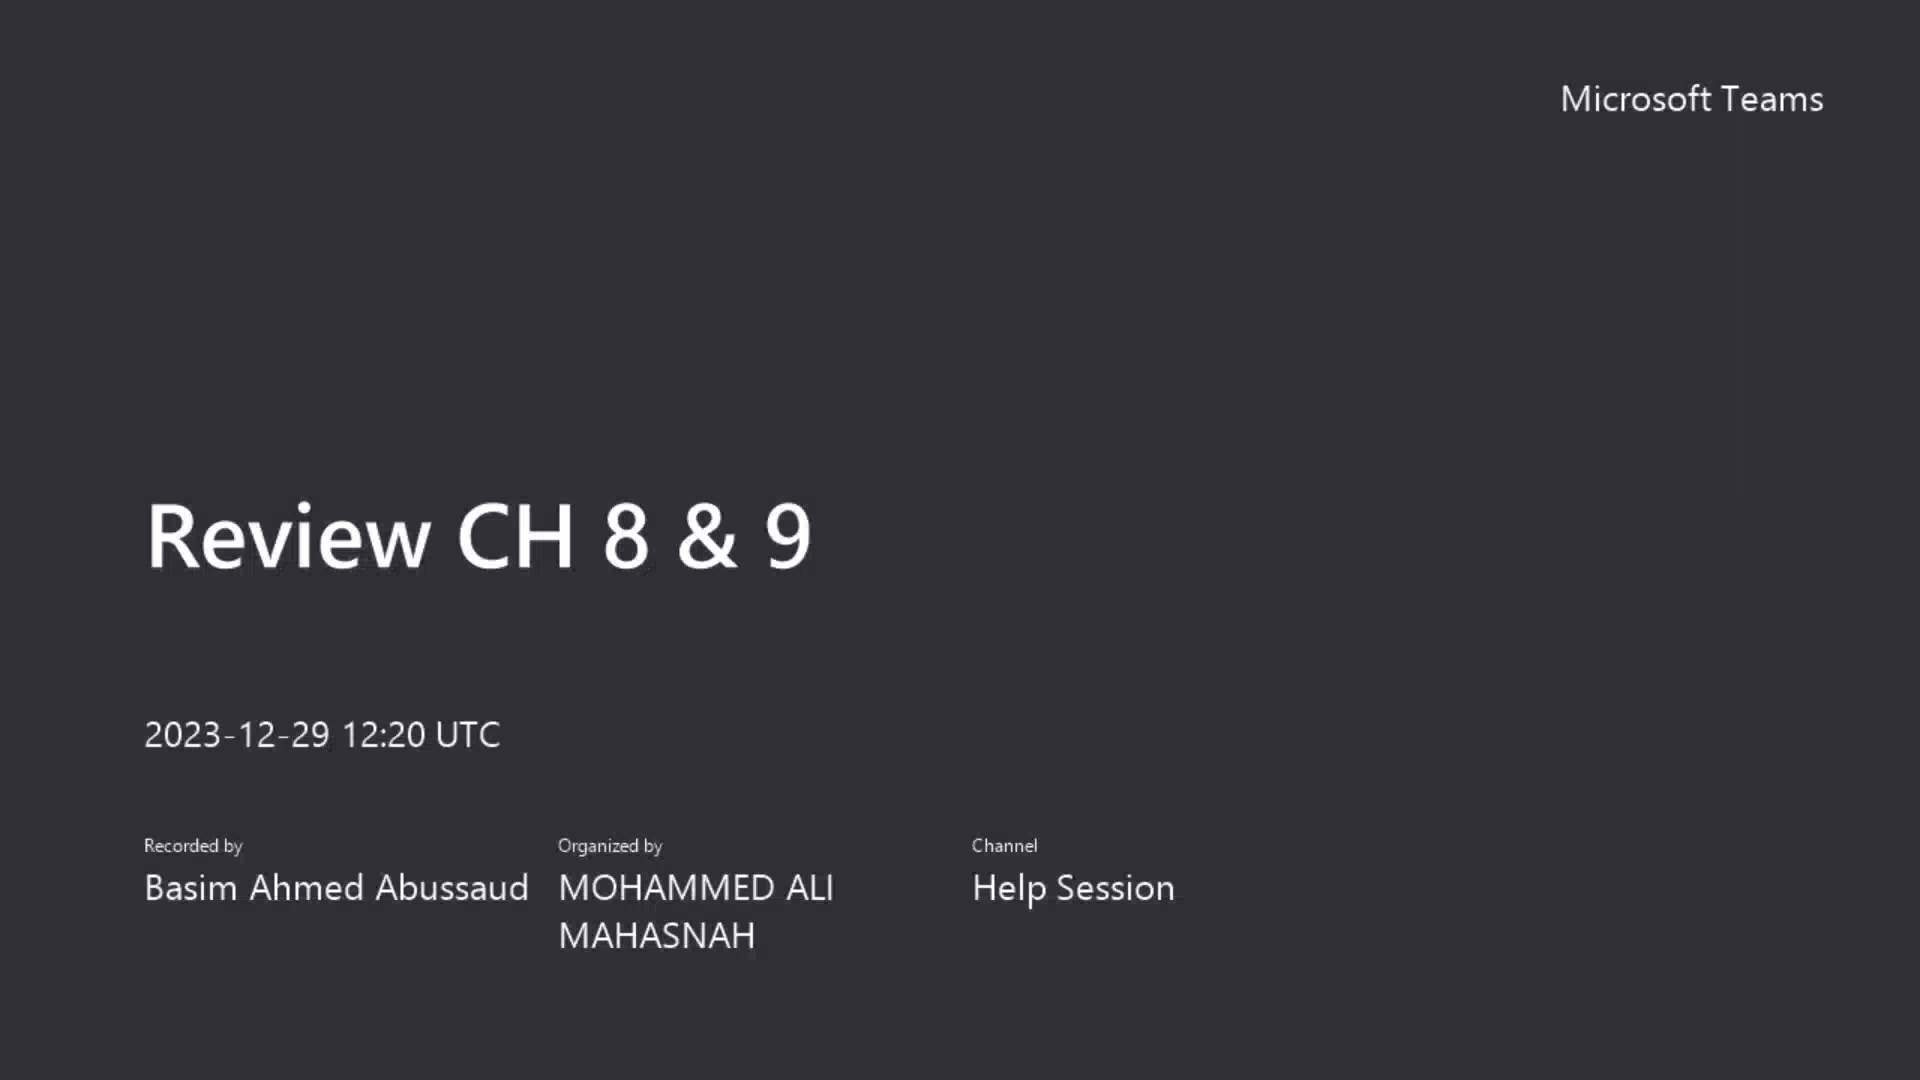 Microsoft Teams
Review CH 8 & 9
2023-12-29 12:20 UTC
Recorded by
Basim Ahmed Abussaud
Organized by
MOHAMMED ALI
MAHASNAH
Channel
Help Session